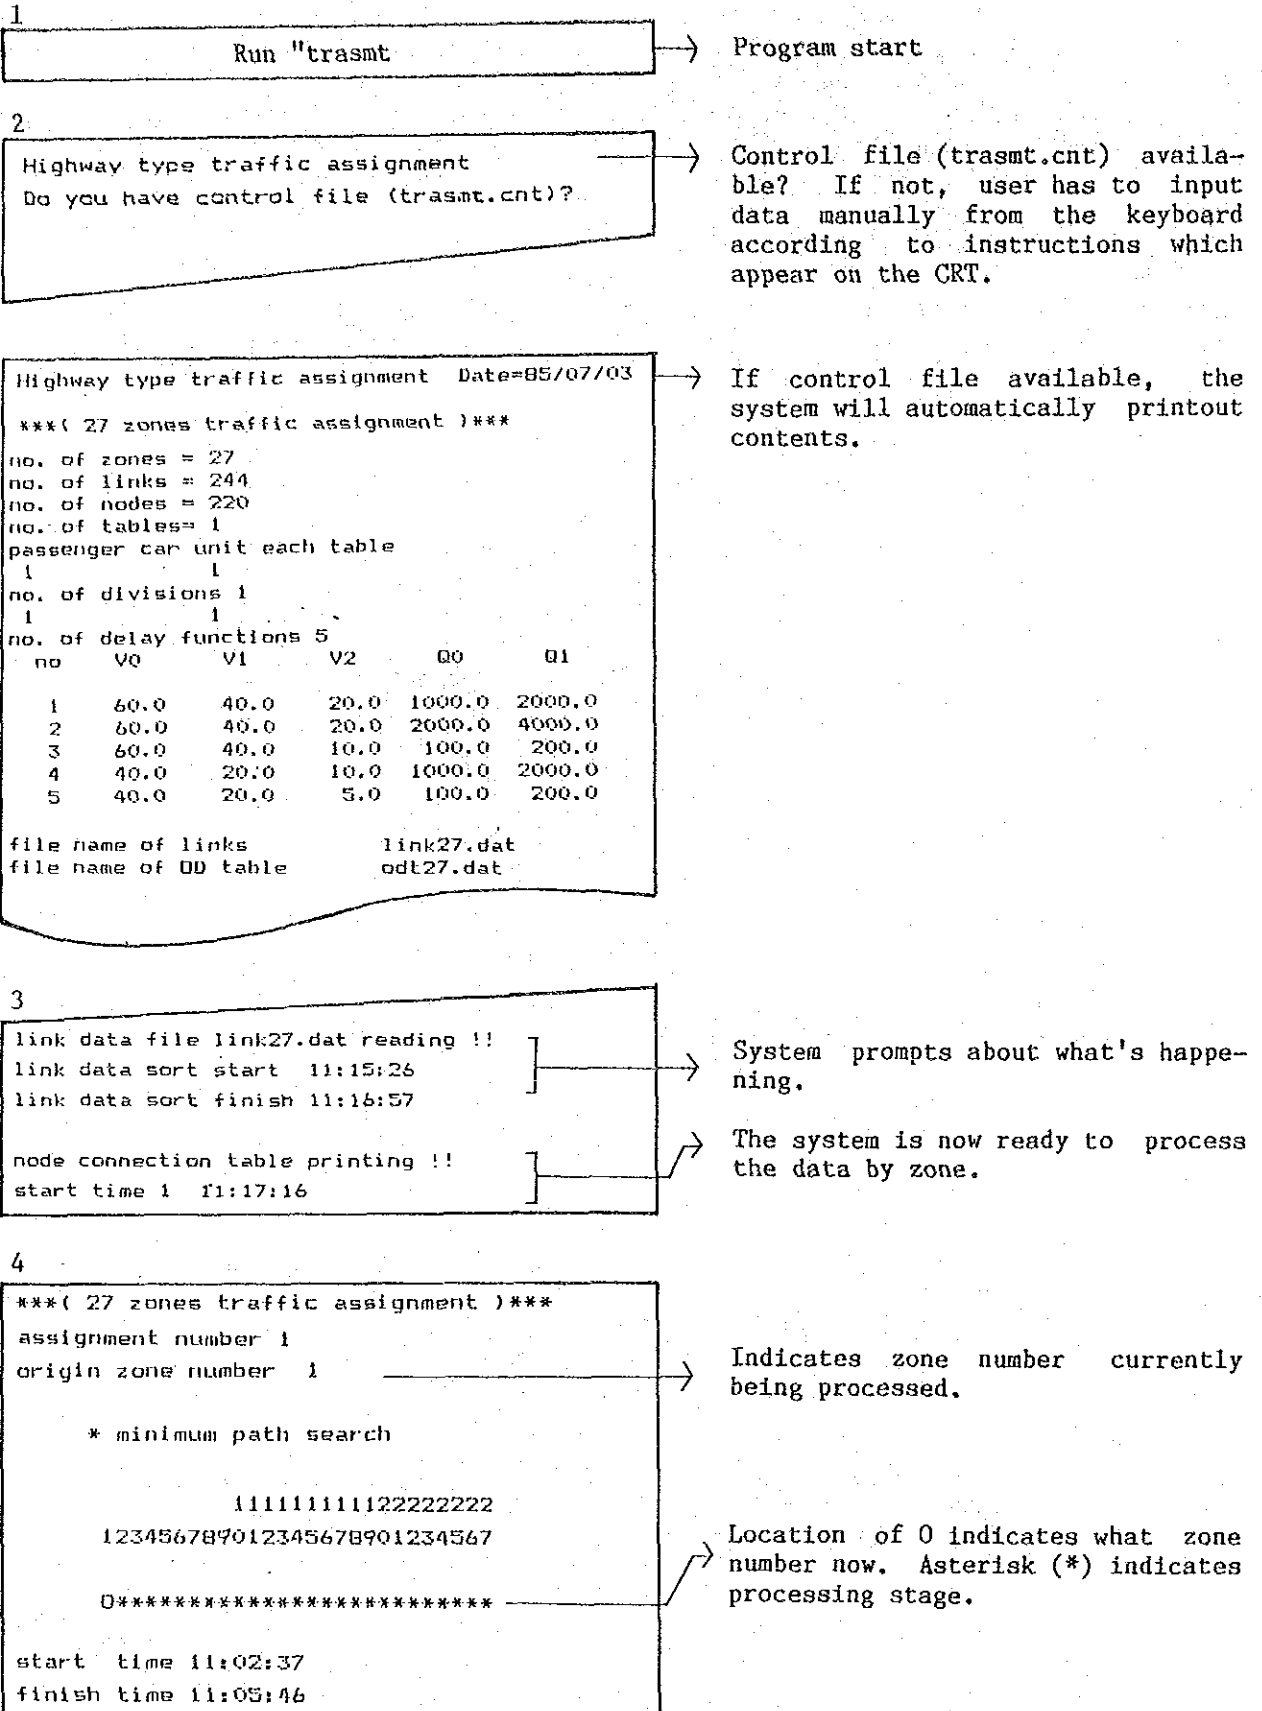 1
Run "trasmt
Program start
2
Highway type traffic assignment
Do you have control file (trasmt.cnt)?
Control file (trasmt.cnt) availa-
ble? If not, user has to input
data manually from the keyboard
according to instructions which
appear on the CRT.
Highway type traffic assignment Date=85/07/03
***( 27 zones traffic assignment )***
no. of zones = 27
no. of links = 244
no. of nodes = 220
no. of tables= 1
passenger car unit each table
1 1
no. of divisions 1
1 1
no. of delay functions 5
no V0 V1 V2 Q0 Q1
1 60.0 40.0 20.0 1000.0 2000.0
2 60.0 40.0 20.0 2000.0 4000.0
3 60.0 40.0 10.0 100.0 200.0
4 40.0 20.0 10.0 1000.0 2000.0
5 40.0 20.0 5.0 100.0 200.0
file name of links link27.dat
file name of OD table odt27.dat
If control file available, the
system will automatically printout
contents.
3
link data file link27.dat reading !!
link data sort start 11:15:26
link data sort finish 11:16:57
node connection table printing !!
start time 1 11:17:16
System prompts about what's happe-
ning.
The system is now ready to process
the data by zone.
4
***( 27 zones traffic assignment )***
assignment number 1
origin zone number 1
* minimum path search
111111111122222222
123456789012345678901234567
O**************************
start time 11:02:37
finish time 11:05:46
Indicates zone number currently
being processed.
Location of O indicates what zone
number now. Asterisk (*) indicates
processing stage.